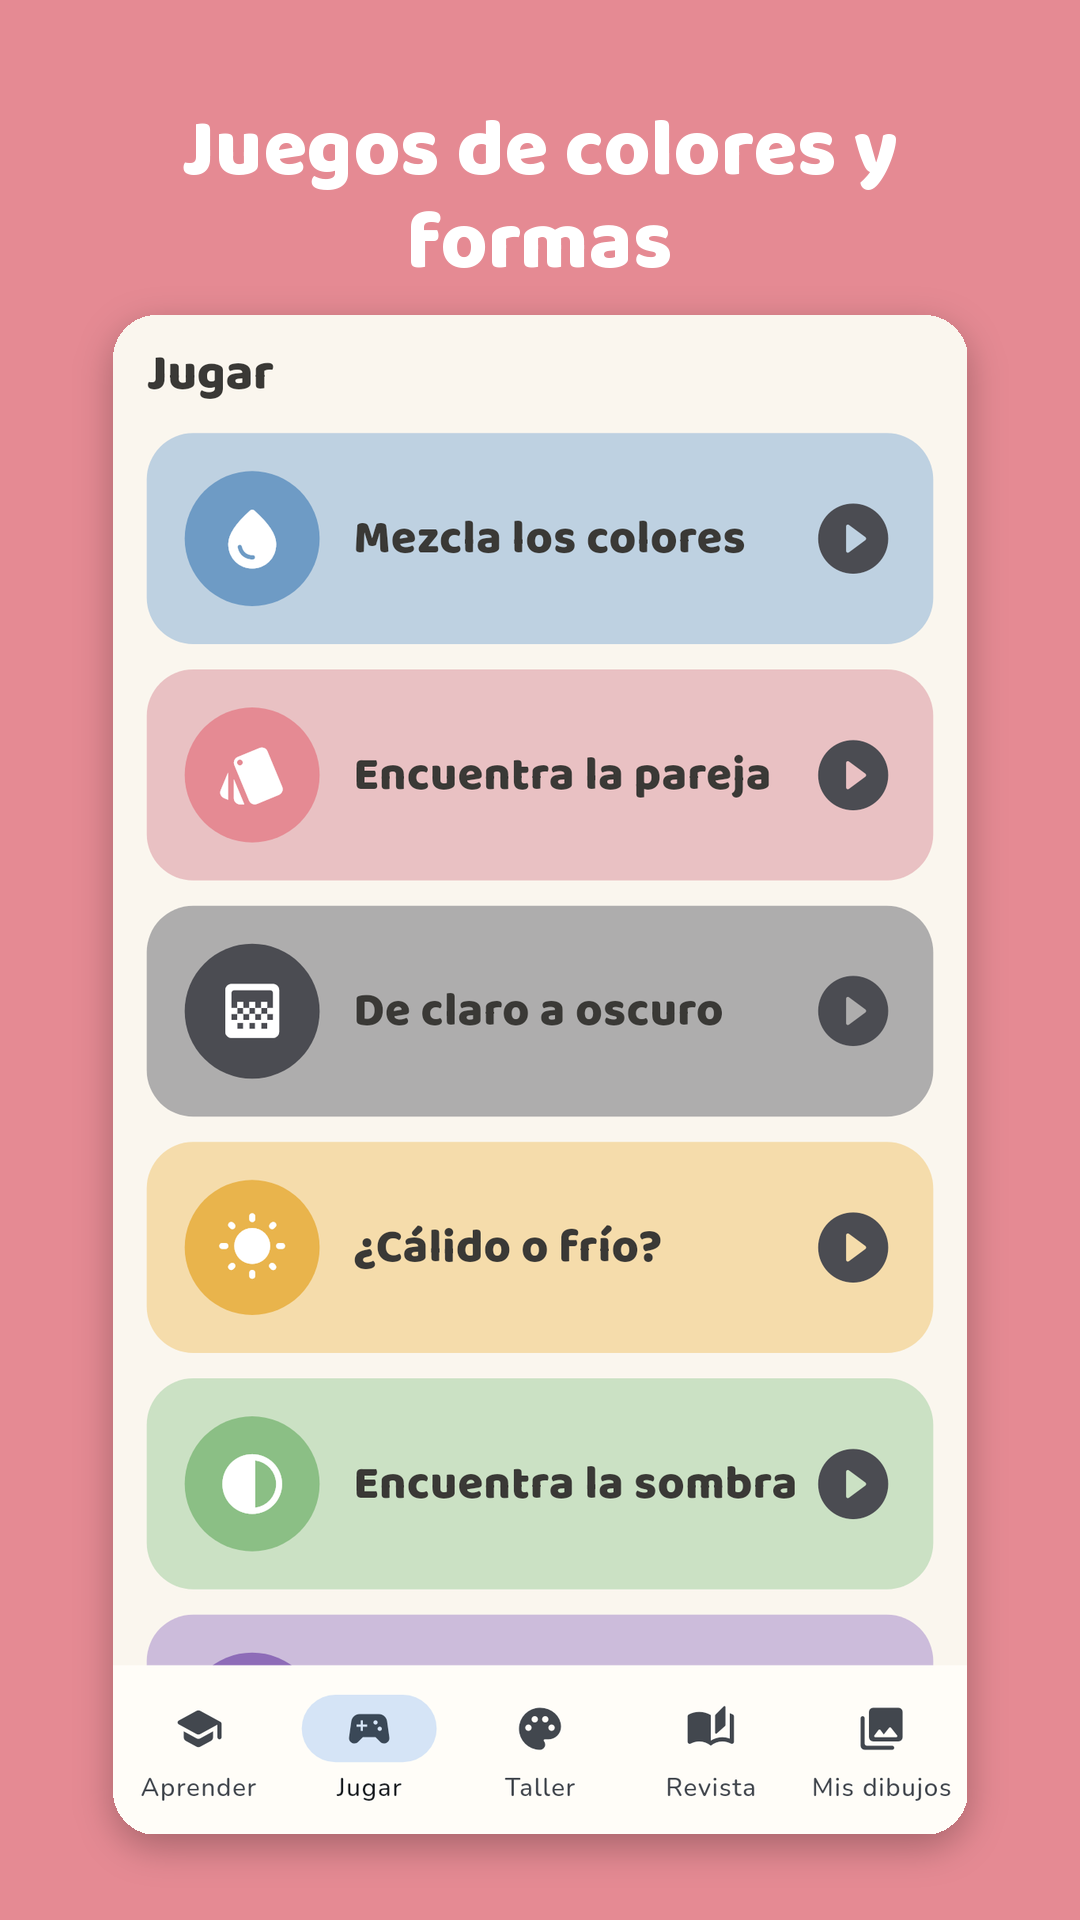 Juegos de colores y
formas
Jugar
Mezcla los colores
Encuentra la pareja
De claro a oscuro
¿Cálido o frío?
Encuentra la sombra
Aprender
Jugar
Taller
Revista
Mis dibujos